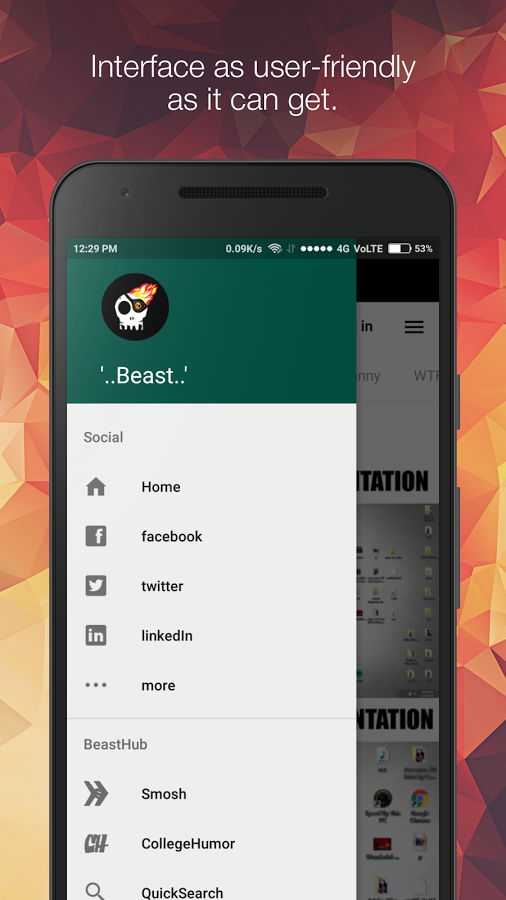 Interface as user-friendly
as it can get.
12:29 PM 0.09K/s 4G VoLTE 53%
in
'..Beast..'
nny WTF
Social
Home
NTATION
facebook
twitter
linkedIn
more
NTATION
BeastHub
Smosh
CH CollegeHumor
QuickSearch